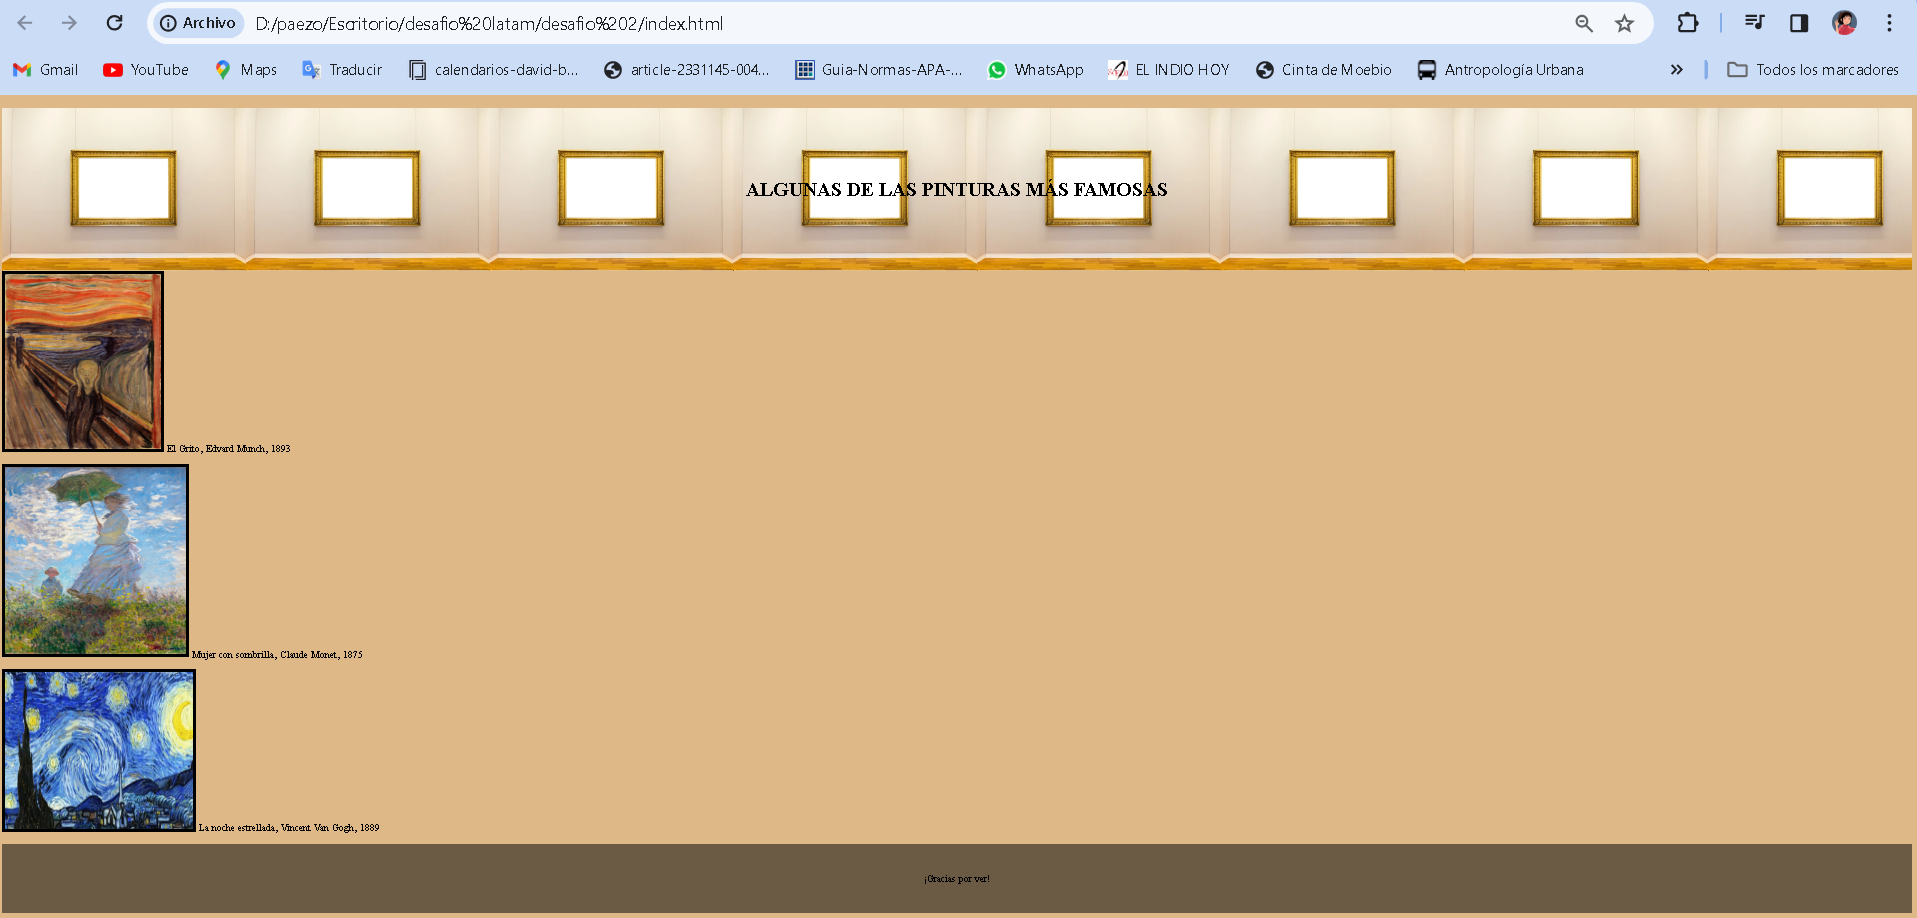 Archivo D:/paezo/Escritorio/desafio%20latam/desafio%202/index.html
Gmail YouTube Maps Traducir calendarios-david-b... article-2331145-004... Guia-Normas-APA-... WhatsApp EL INDIO HOY Cinta de Moebio Antropología Urbana » Todos los marcadores
ALGUNAS DE LAS PINTURAS MÁS FAMOSAS
El Grito, Edvard Munch, 1893
Mujer con sombrilla, Claude Monet, 1875
La noche estrellada, Vincent Van Gogh, 1889
¡Gracias por ver!